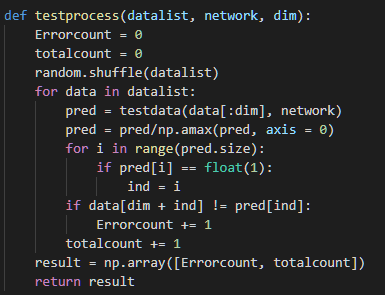 def testprocess(datalist, network, dim):
    Errorcount = 0
    totalcount = 0
    random.shuffle(datalist)
    for data in datalist:
        pred = testdata(data[:dim], network)
        pred = pred/np.amax(pred, axis = 0)
        for i in range(pred.size):
            if pred[i] == float(1):
                ind = i
        if data[dim + ind] != pred[ind]:
            Errorcount += 1
        totalcount += 1
    result = np.array([Errorcount, totalcount])
    return result